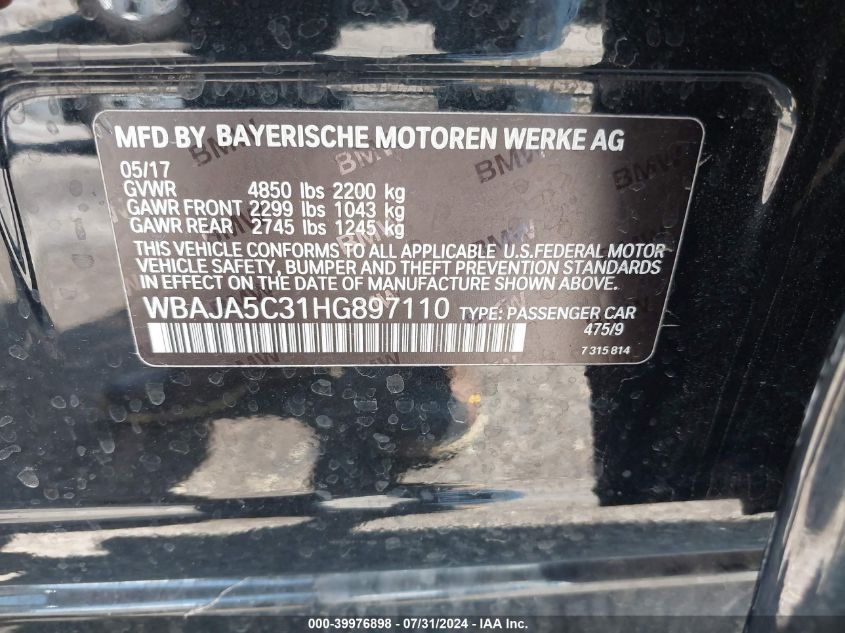 MFD BY BAYERISCHE MOTOREN WERKE AG
05/17
GVWR 4850 lbs 2200 kg
GAWR FRONT 2299 lbs 1043 kg
GAWR REAR 2745 lbs 1245 kg
THIS VEHICLE CONFORMS TO ALL APPLICABLE U.S.FEDERAL MOTOR
VEHICLE SAFETY, BUMPER AND THEFT PREVENTION STANDARDS
IN EFFECT ON THE DATE OF MANUFACTURE SHOWN ABOVE.
WBAJA5C31HG897110 TYPE: PASSENGER CAR
475/9
7 315 814
000-39976898 / 07/31/2024 / IAAI.COM